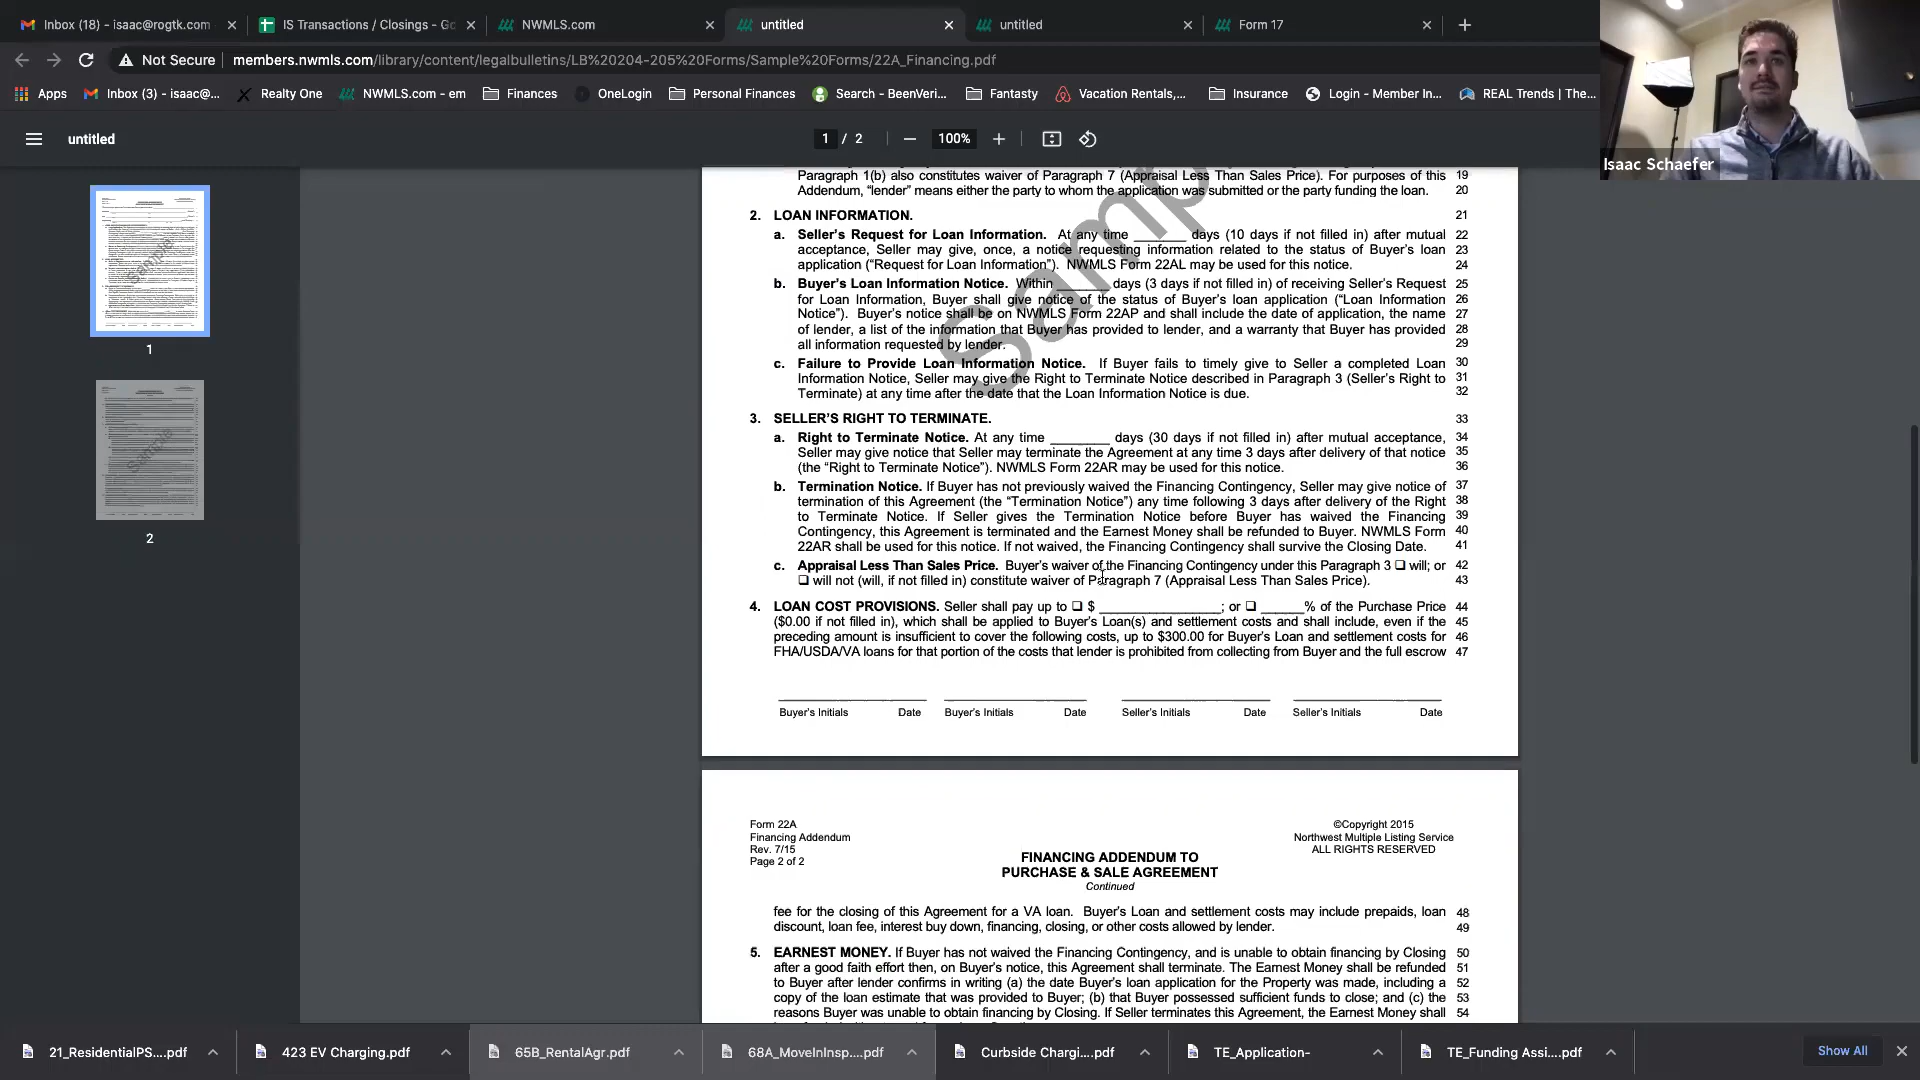 Inbox (18) - isaac@rogtk.com
IS Transactions / Closings - Go
NWMLS.com
untitled
untitled
Form 17
Not Secure
members.nwmls.com/library/content/legalbulletins/LB%20204-205%20Forms/Sample%20Forms/22A_Financing.pdf
Apps
Inbox (3) - isaac@...
Realty One
NWMLS.com - em
Finances
OneLogin
Personal Finances
Search - BeenVeri...
Fantasty
Vacation Rentals,...
Insurance
Login - Member In...
REAL Trends | The...
untitled
1 / 2
100%
Isaac Schaefer
1
2
Sample
Paragraph 1(b) also constitutes waiver of Paragraph 7 (Appraisal Less Than Sales Price). For purposes of this 19
Addendum, "lender" means either the party to whom the application was submitted or the party funding the loan. 20
2. LOAN INFORMATION. 21
a. Seller's Request for Loan Information. At any time ______ days (10 days if not filled in) after mutual 22
acceptance, Seller may give, once, a notice requesting information related to the status of Buyer's loan 23
application ("Request for Loan Information"). NWMLS Form 22AL may be used for this notice. 24
b. Buyer's Loan Information Notice. Within ______ days (3 days if not filled in) of receiving Seller's Request 25
for Loan Information, Buyer shall give notice of the status of Buyer's loan application ("Loan Information 26
Notice"). Buyer's notice shall be on NWMLS Form 22AP and shall include the date of application, the name 27
of lender, a list of the information that Buyer has provided to lender, and a warranty that Buyer has provided 28
all information requested by lender. 29
c. Failure to Provide Loan Information Notice. If Buyer fails to timely give to Seller a completed Loan 30
Information Notice, Seller may give the Right to Terminate Notice described in Paragraph 3 (Seller's Right to 31
Terminate) at any time after the date that the Loan Information Notice is due. 32
3. SELLER'S RIGHT TO TERMINATE. 33
a. Right to Terminate Notice. At any time ________ days (30 days if not filled in) after mutual acceptance, 34
Seller may give notice that Seller may terminate the Agreement at any time 3 days after delivery of that notice 35
(the "Right to Terminate Notice"). NWMLS Form 22AR may be used for this notice. 36
b. Termination Notice. If Buyer has not previously waived the Financing Contingency, Seller may give notice of 37
termination of this Agreement (the "Termination Notice") any time following 3 days after delivery of the Right 38
to Terminate Notice. If Seller gives the Termination Notice before Buyer has waived the Financing 39
Contingency, this Agreement is terminated and the Earnest Money shall be refunded to Buyer. NWMLS Form 40
22AR shall be used for this notice. If not waived, the Financing Contingency shall survive the Closing Date. 41
c. Appraisal Less Than Sales Price. Buyer's waiver of the Financing Contingency under this Paragraph 3 ❑ will; or 42
❑ will not (will, if not filled in) constitute waiver of Paragraph 7 (Appraisal Less Than Sales Price). 43
4. LOAN COST PROVISIONS. Seller shall pay up to ❑ $ ________________; or ❑ ______% of the Purchase Price 44
($0.00 if not filled in), which shall be applied to Buyer's Loan(s) and settlement costs and shall include, even if the 45
preceding amount is insufficient to cover the following costs, up to $300.00 for Buyer's Loan and settlement costs for 46
FHA/USDA/VA loans for that portion of the costs that lender is prohibited from collecting from Buyer and the full escrow 47
Buyer's Initials Date Buyer's Initials Date Seller's Initials Date Seller's Initials Date
Form 22A
Financing Addendum
Rev. 7/15
Page 2 of 2
©Copyright 2015
Northwest Multiple Listing Service
ALL RIGHTS RESERVED
FINANCING ADDENDUM TO
PURCHASE & SALE AGREEMENT
Continued
fee for the closing of this Agreement for a VA loan. Buyer's Loan and settlement costs may include prepaids, loan 48
discount, loan fee, interest buy down, financing, closing, or other costs allowed by lender. 49
5. EARNEST MONEY. If Buyer has not waived the Financing Contingency, and is unable to obtain financing by Closing 50
after a good faith effort then, on Buyer's notice, this Agreement shall terminate. The Earnest Money shall be refunded 51
to Buyer after lender confirms in writing (a) the date Buyer's loan application for the Property was made, including a 52
copy of the loan estimate that was provided to Buyer; (b) that Buyer possessed sufficient funds to close; and (c) the 53
reasons Buyer was unable to obtain financing by Closing. If Seller terminates this Agreement, the Earnest Money shall 54
21_ResidentialPS....pdf
423 EV Charging.pdf
65B_RentalAgr.pdf
68A_MoveInInsp....pdf
Curbside Chargi....pdf
TE_Application-
TE_Funding Assi....pdf
Show All